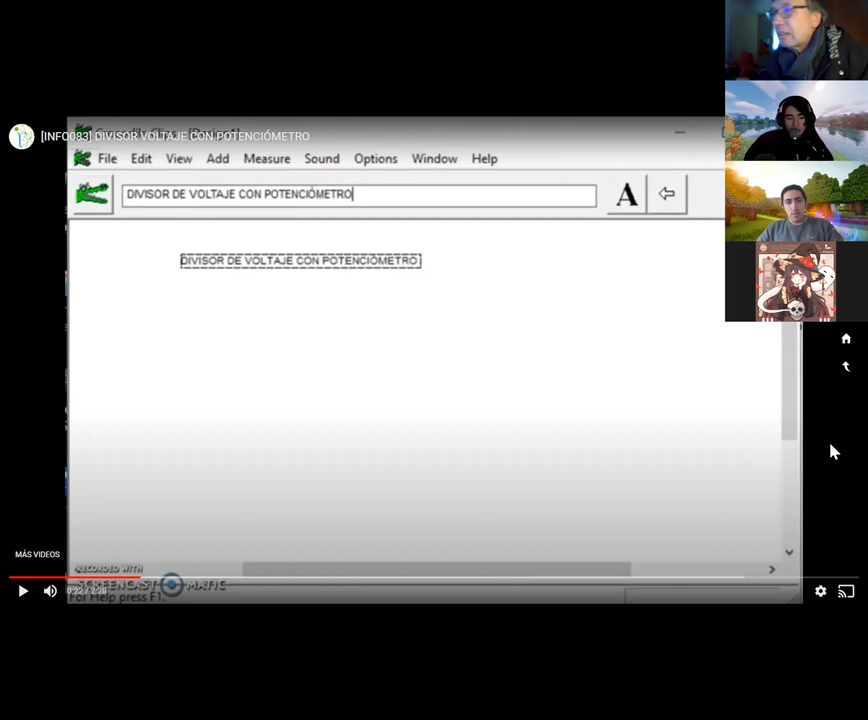 [INFO083] DIVISOR VOLTAJE CON POTENCIÓMETRO
File Edit View Add Measure Sound Options Window Help
DIVISOR DE VOLTAJE CON POTENCIÓMETRO
A
DIVISOR DE VOLTAJE CON POTENCIÓMETRO
MÁS VIDEOS
RECORDED WITH
SCREENCAST MATIC
0:22 / 2:28
For Help press F1.